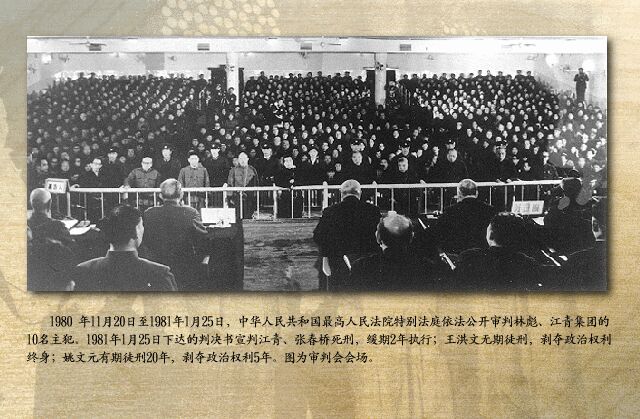 1980 年11月20日至1981年1月25日，中华人民共和国最高人民法院特别法庭依法公开审判林彪、江青集团的
10名主犯。1981年1月25日下达的判决书宣判江青、张春桥死刑，缓期2年执行；王洪文无期徒刑，剥夺政治权利
终身；姚文元有期徒刑20年，剥夺政治权利5年。图为审判会会场。